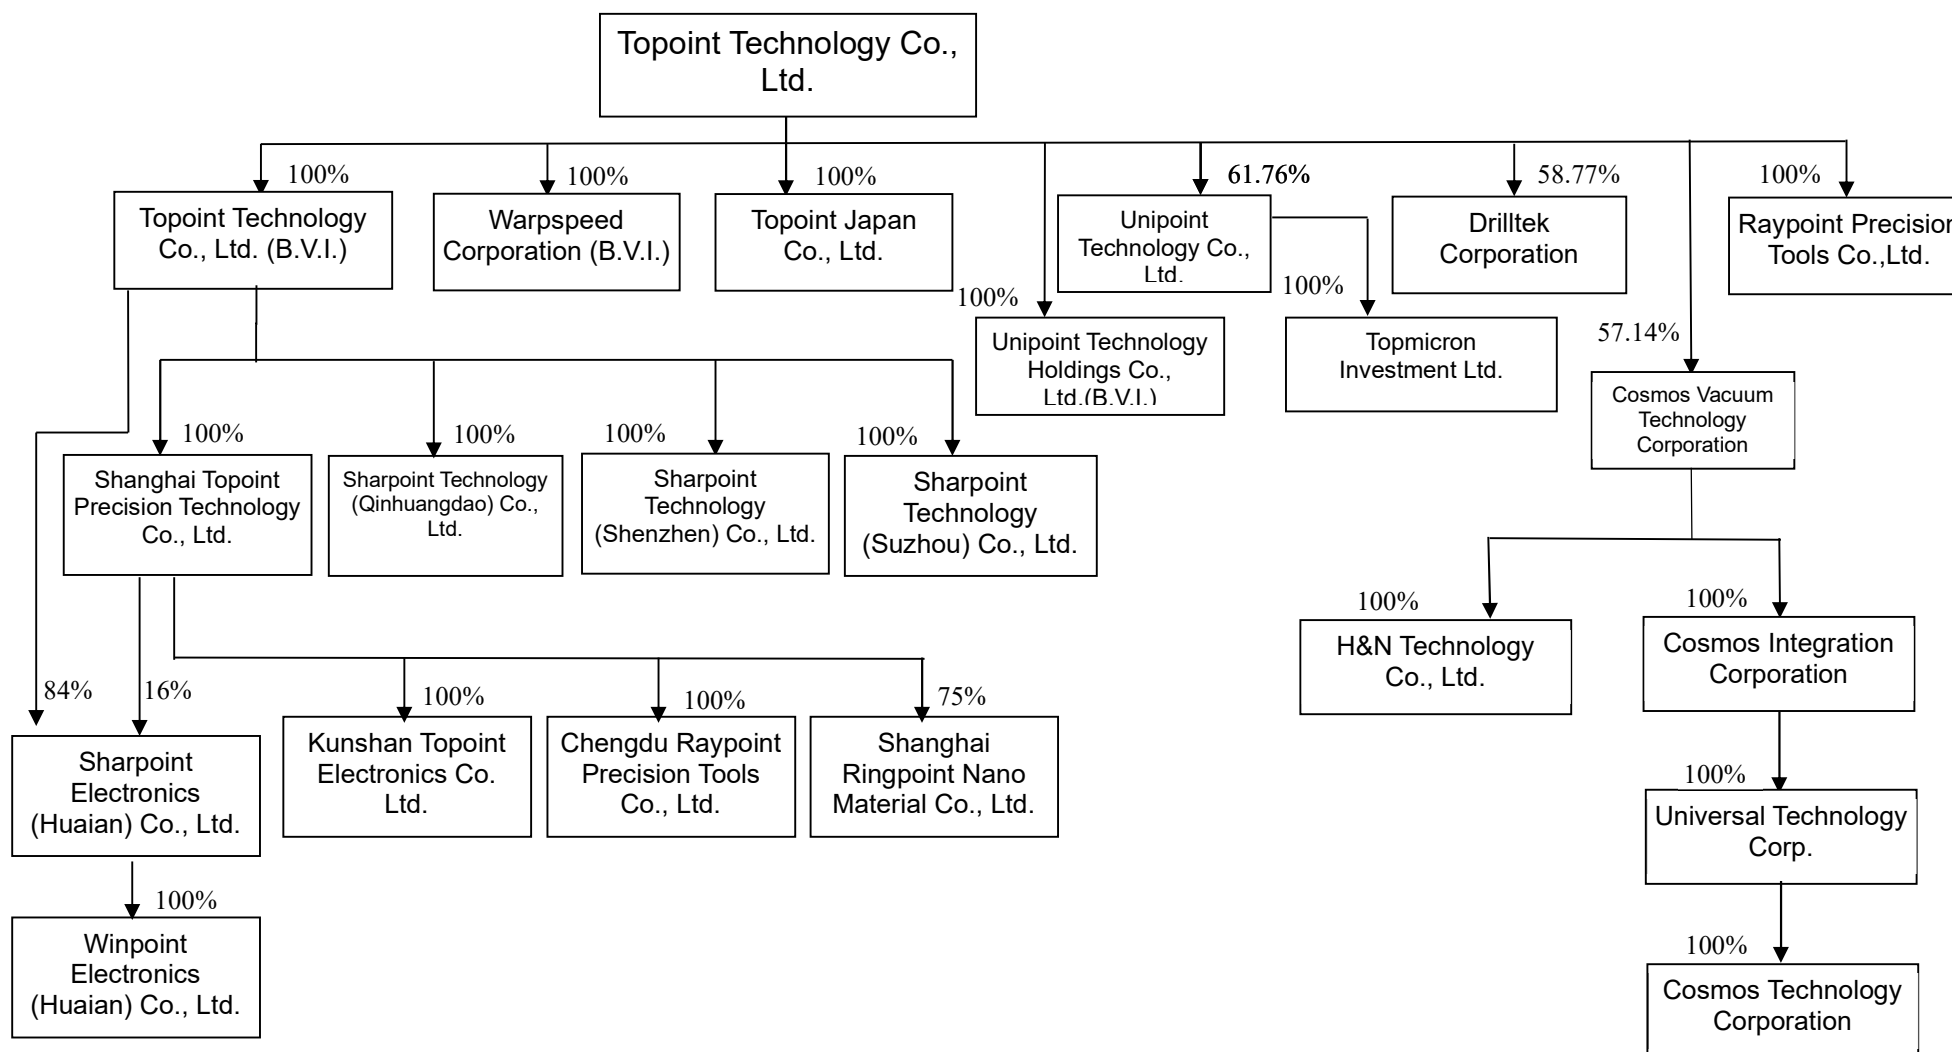 Topoint Technology Co.,
Ltd.
100%
100%
100%
61.76%
58.77%
100%
Topoint Technology
Co., Ltd. (B.V.I.)
Warpspeed
Corporation (B.V.I.)
Topoint Japan
Co., Ltd.
Unipoint
Technology Co.,
Ltd.
Drilltek
Corporation
Raypoint Precision
Tools Co.,Ltd.
100%
100%
57.14%
Unipoint Technology
Holdings Co.,
Ltd.(B.V.I.)
Topmicron
Investment Ltd.
Cosmos Vacuum
Technology
Corporation
100%
100%
100%
100%
Shanghai Topoint
Precision Technology
Co., Ltd.
Sharpoint Technology
(Qinhuangdao) Co.,
Ltd.
Sharpoint
Technology
(Shenzhen) Co., Ltd.
Sharpoint
Technology
(Suzhou) Co., Ltd.
100%
100%
H&N Technology
Co., Ltd.
Cosmos Integration
Corporation
84%
16%
100%
100%
75%
Sharpoint
Electronics
(Huaian) Co., Ltd.
Kunshan Topoint
Electronics Co.
Ltd.
Chengdu Raypoint
Precision Tools
Co., Ltd.
Shanghai
Ringpoint Nano
Material Co., Ltd.
100%
Universal Technology
Corp.
100%
Winpoint
Electronics
(Huaian) Co., Ltd.
100%
Cosmos Technology
Corporation